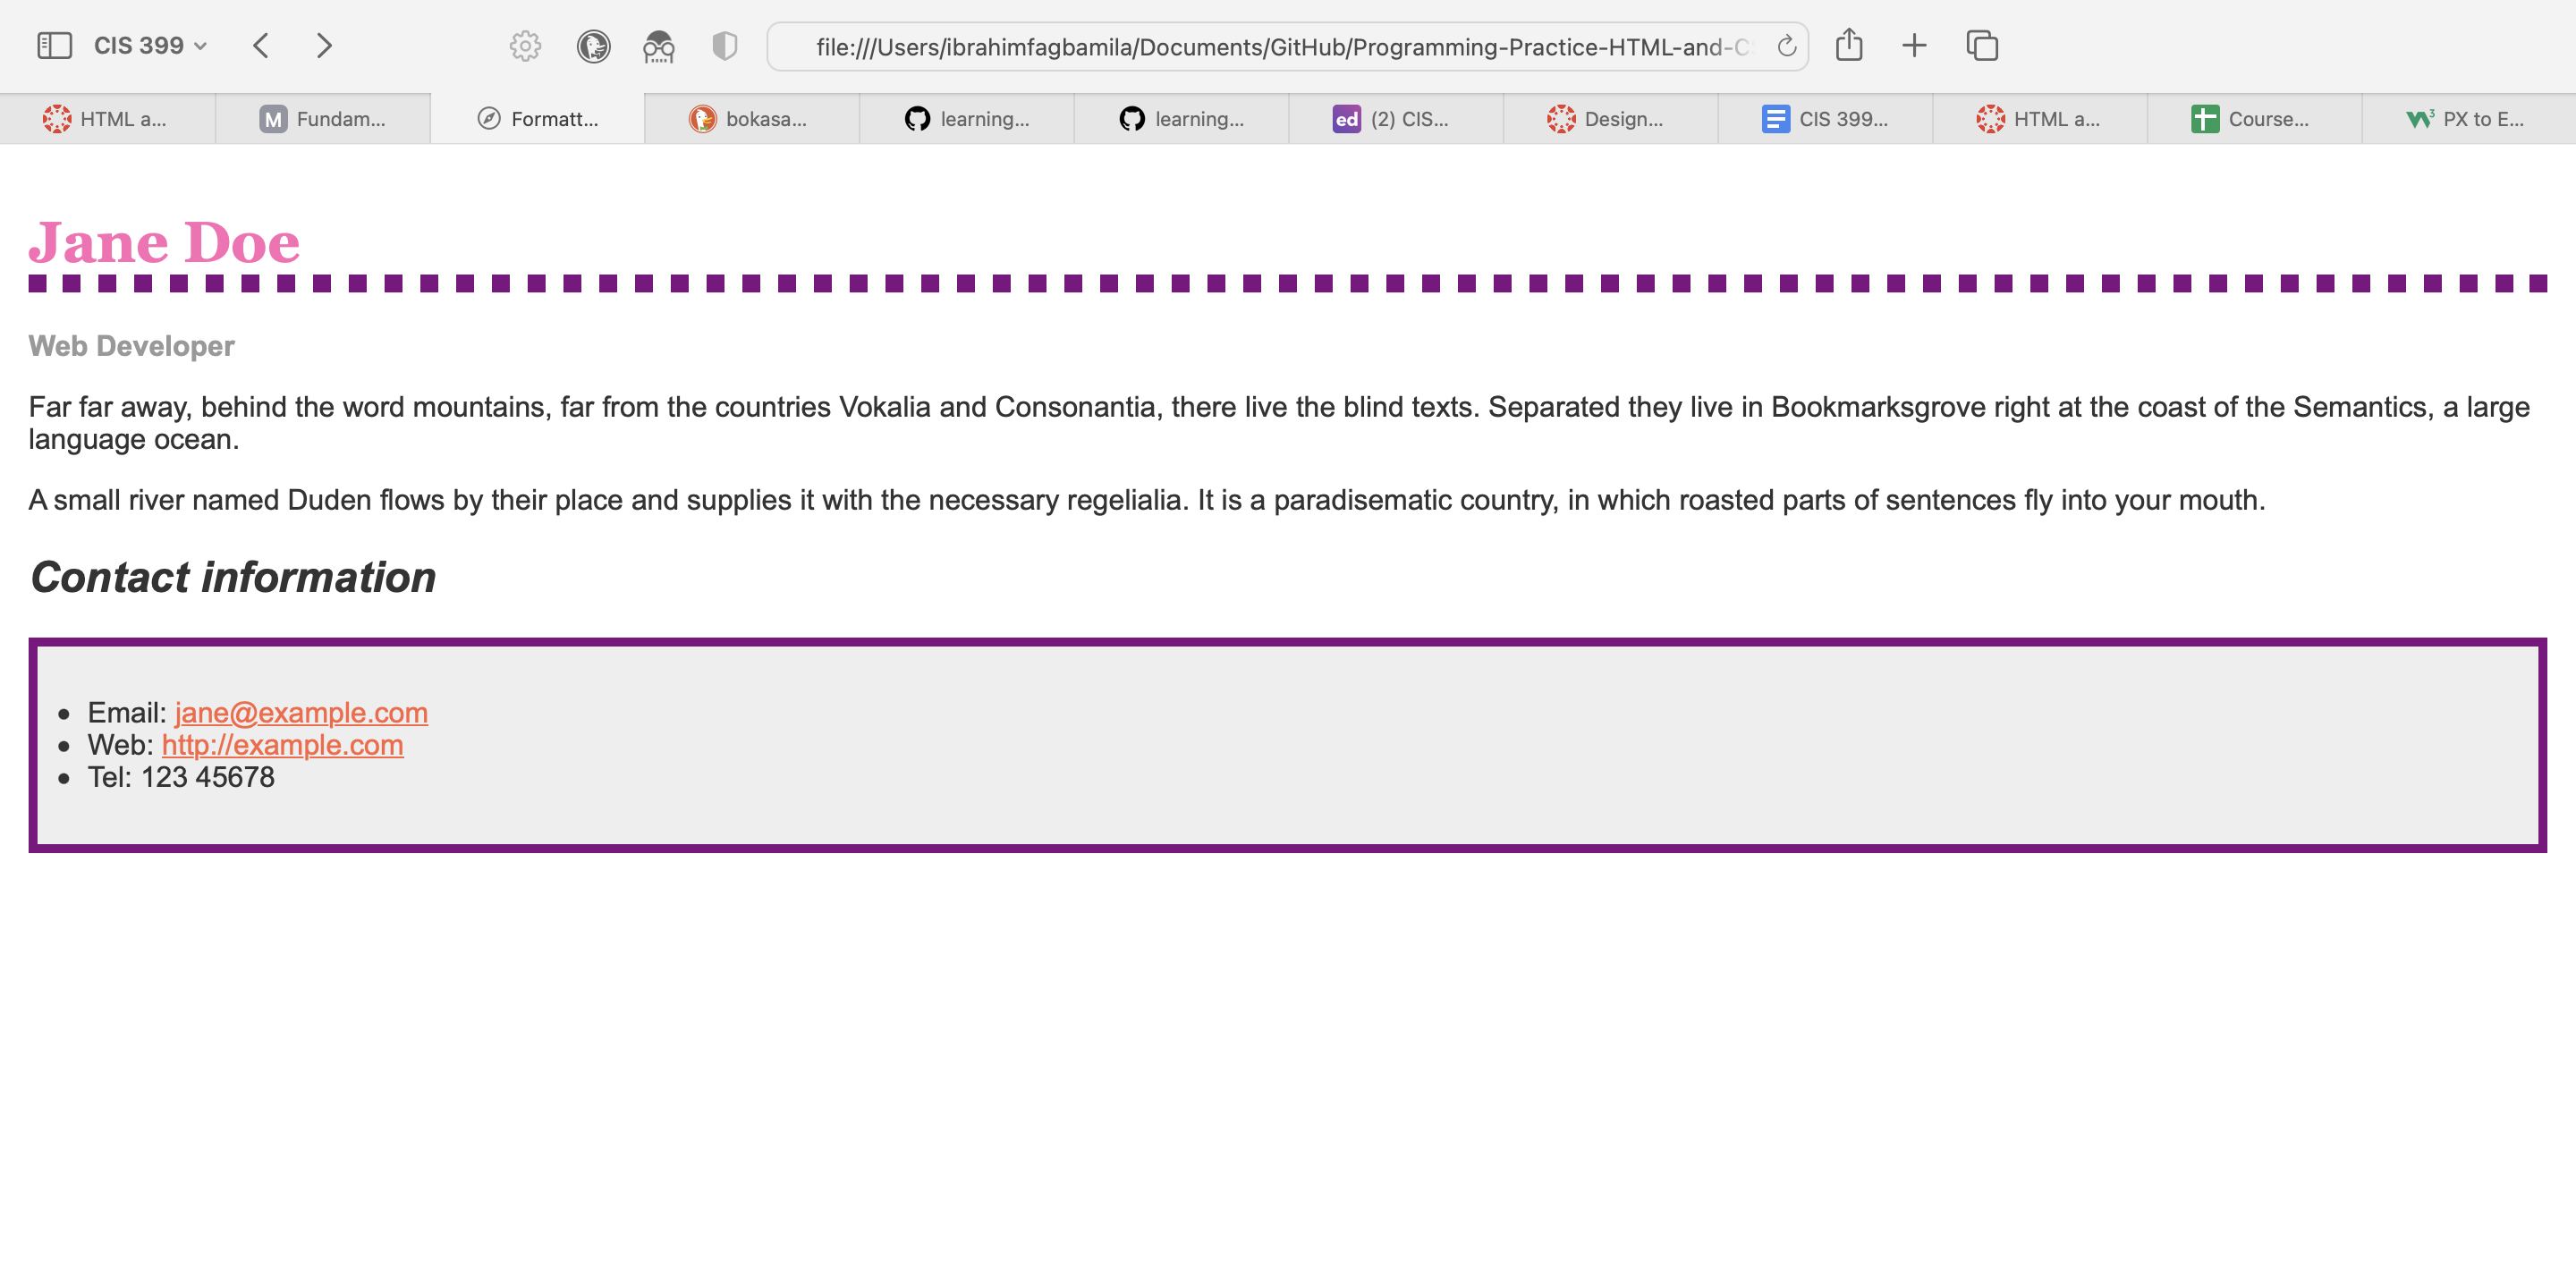 CIS 399
file:///Users/ibrahimfagbamila/Documents/GitHub/Programming-Practice-HTML-and-C
HTML a... M Fundam... Formatt... bokasa... learning... learning... ed (2) CIS... Design... CIS 399... HTML a... Course... W3 PX to E...
Jane Doe
Web Developer
Far far away, behind the word mountains, far from the countries Vokalia and Consonantia, there live the blind texts. Separated they live in Bookmarksgrove right at the coast of the Semantics, a large
language ocean.
A small river named Duden flows by their place and supplies it with the necessary regelialia. It is a paradisematic country, in which roasted parts of sentences fly into your mouth.
Contact information
• Email: jane@example.com
• Web: http://example.com
• Tel: 123 45678